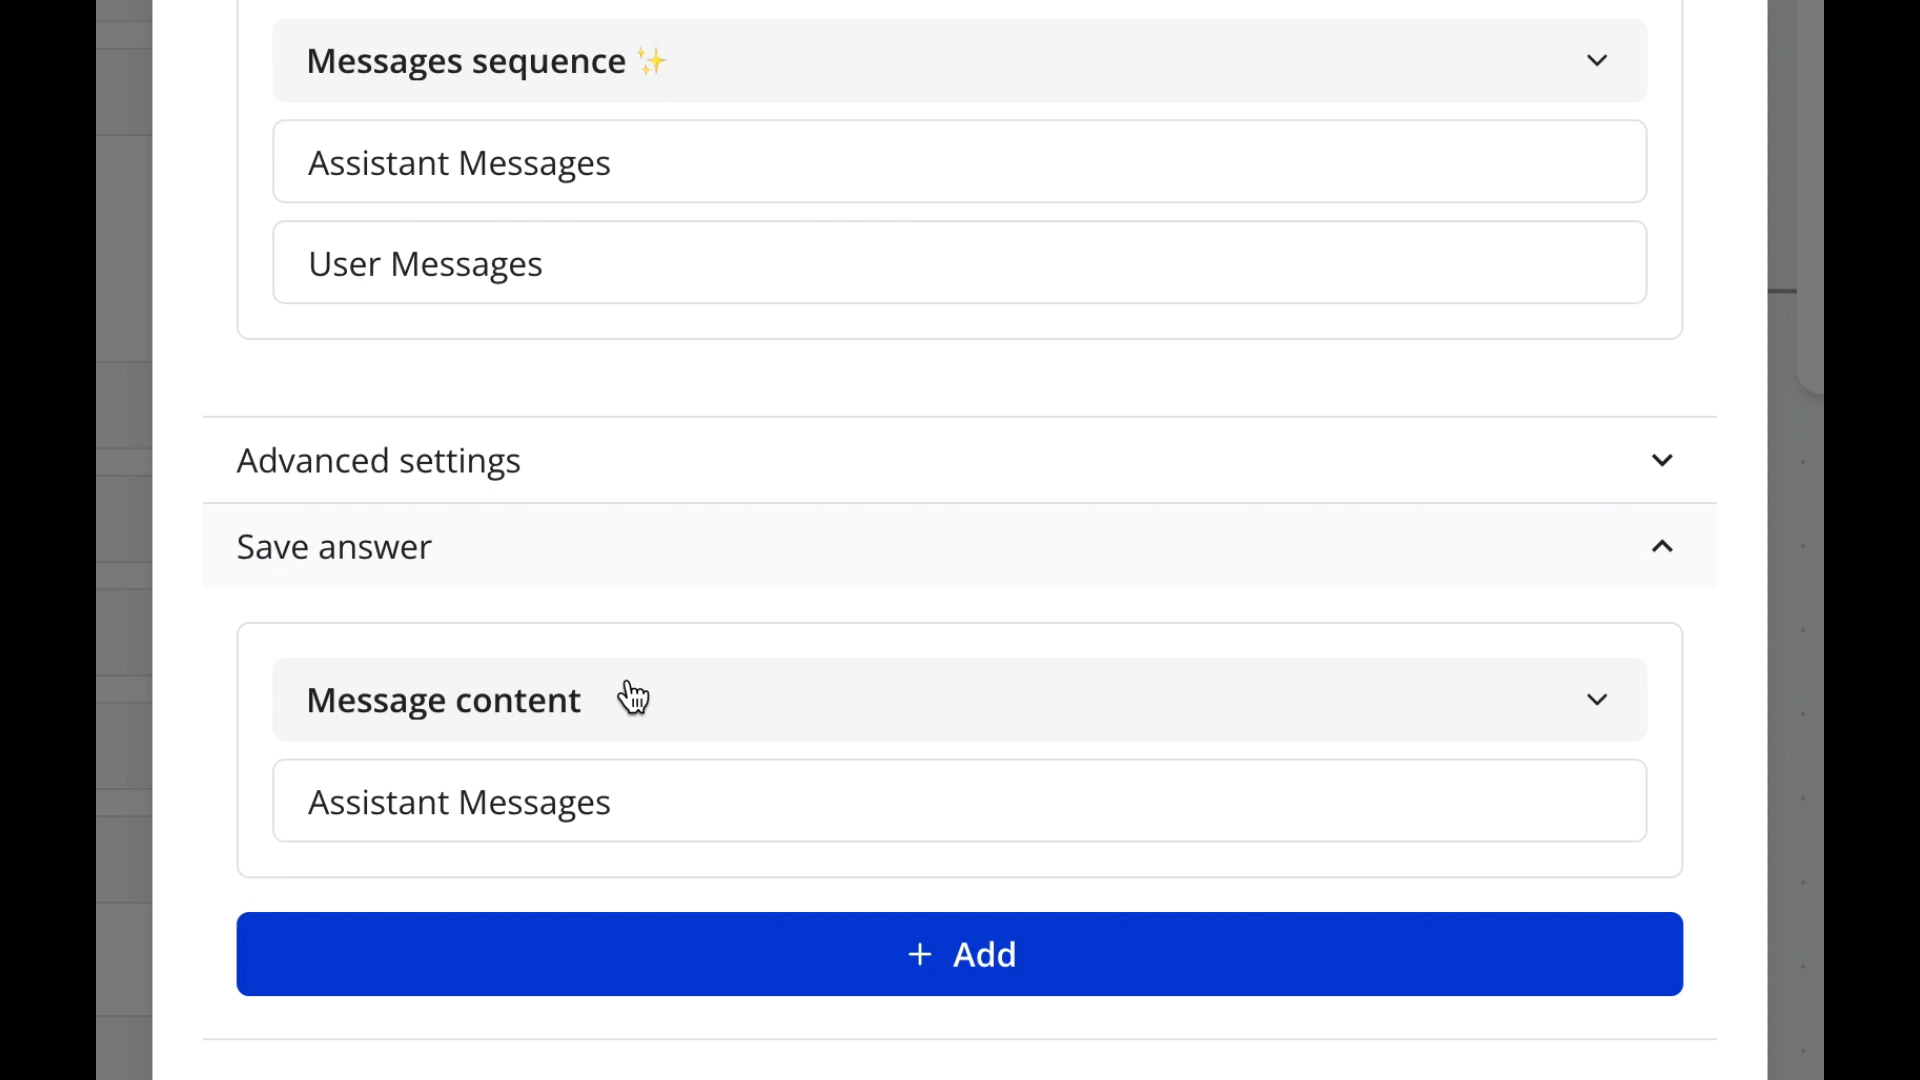 Messages sequence ✨
Assistant Messages
User Messages
Advanced settings
Save answer
Message content
Assistant Messages
+ Add